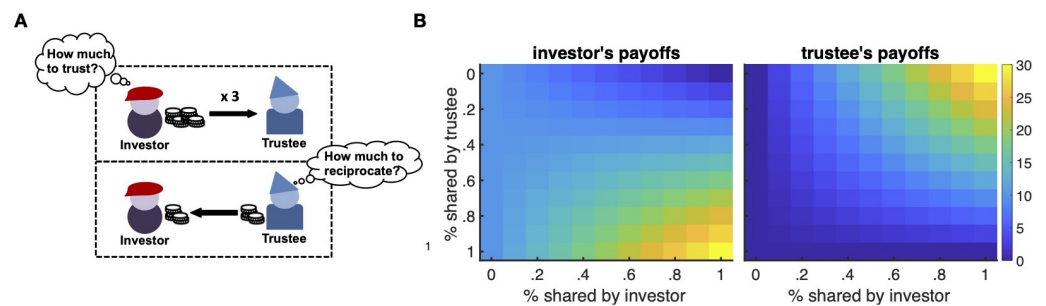 A
How much
to trust?
x 3
Investor
Trustee
How much to
reciprocate?
Investor
Trustee
B
investor's payoffs
trustee's payoffs
% shared by trustee
0
.2
.4
.6
.8
1
1
0
.2
.4
.6
.8
1
% shared by investor
0
.2
.4
.6
.8
1
% shared by investor
30
25
20
15
10
5
0